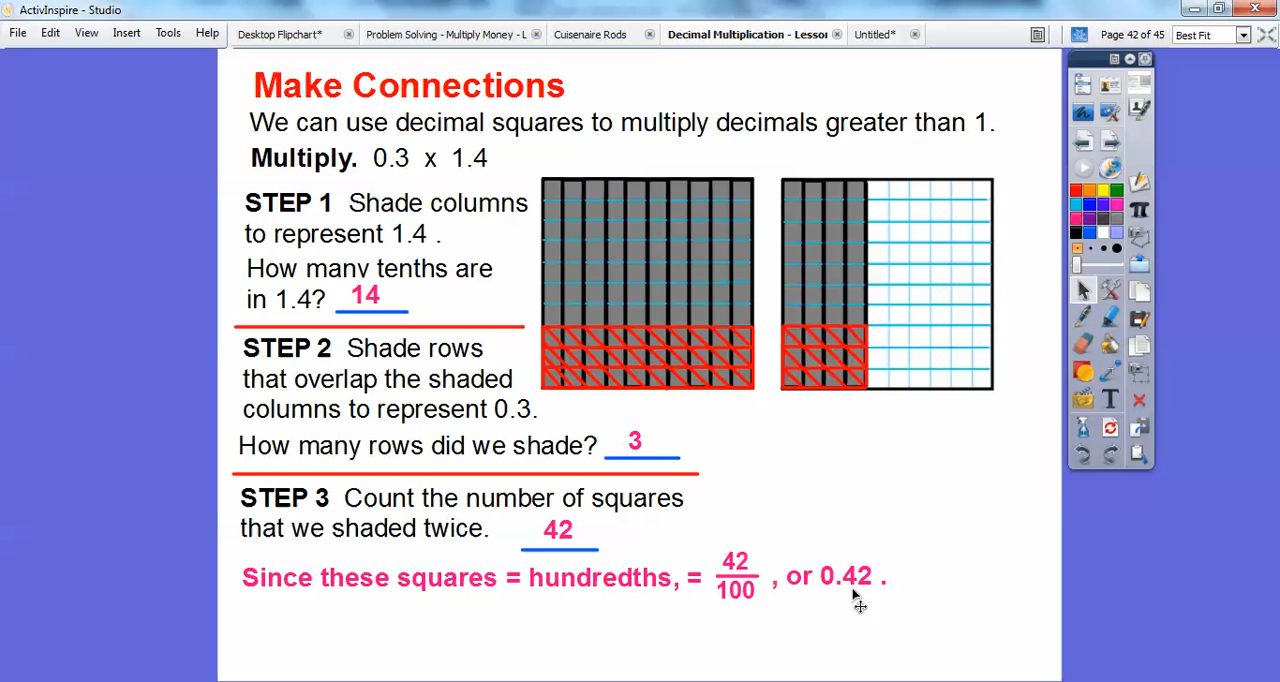 ActivInspire - Studio
File Edit View Insert Tools Help
Desktop Flipchart* Problem Solving - Multiply Money - L Cuisenaire Rods Decimal Multiplication - Lesson Untitled* Page 42 of 45 Best Fit
Make Connections
We can use decimal squares to multiply decimals greater than 1.
Multiply. 0.3 x 1.4
STEP 1 Shade columns
to represent 1.4 .
How many tenths are
in 1.4? 14
STEP 2 Shade rows
that overlap the shaded
columns to represent 0.3.
How many rows did we shade? 3
STEP 3 Count the number of squares
that we shaded twice. 42
Since these squares = hundredths, = 42/100 , or 0.42 .